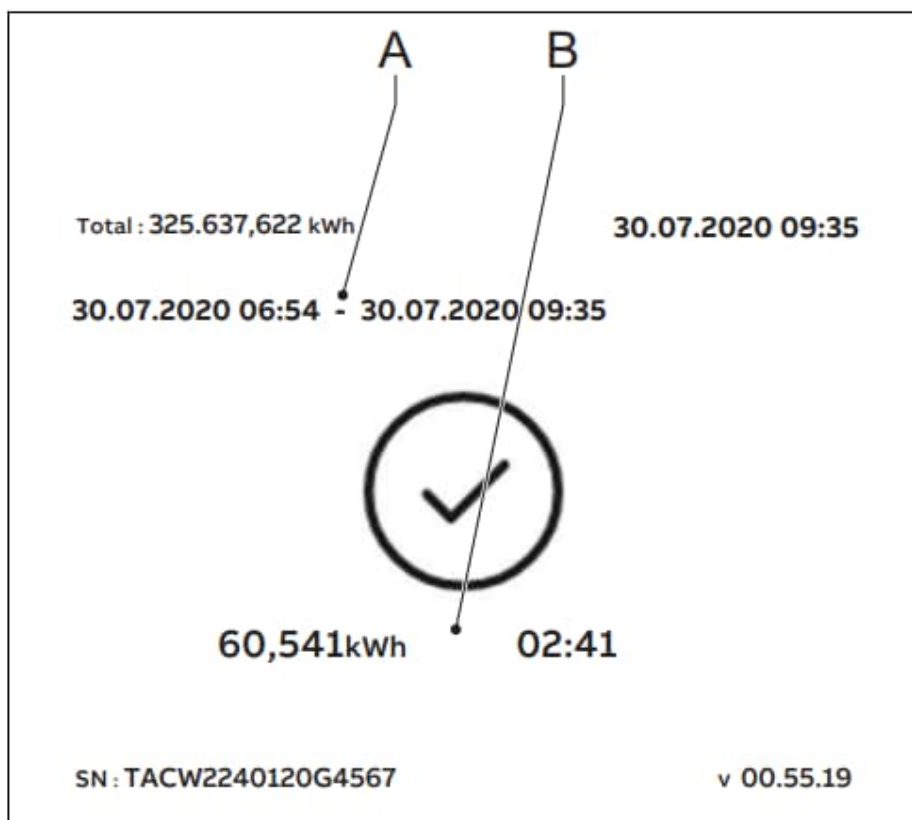 A B
Total : 325.637,622 kWh 30.07.2020 09:35
30.07.2020 06:54 - 30.07.2020 09:35
60,541kWh 02:41
SN : TACW2240120G4567 v 00.55.19